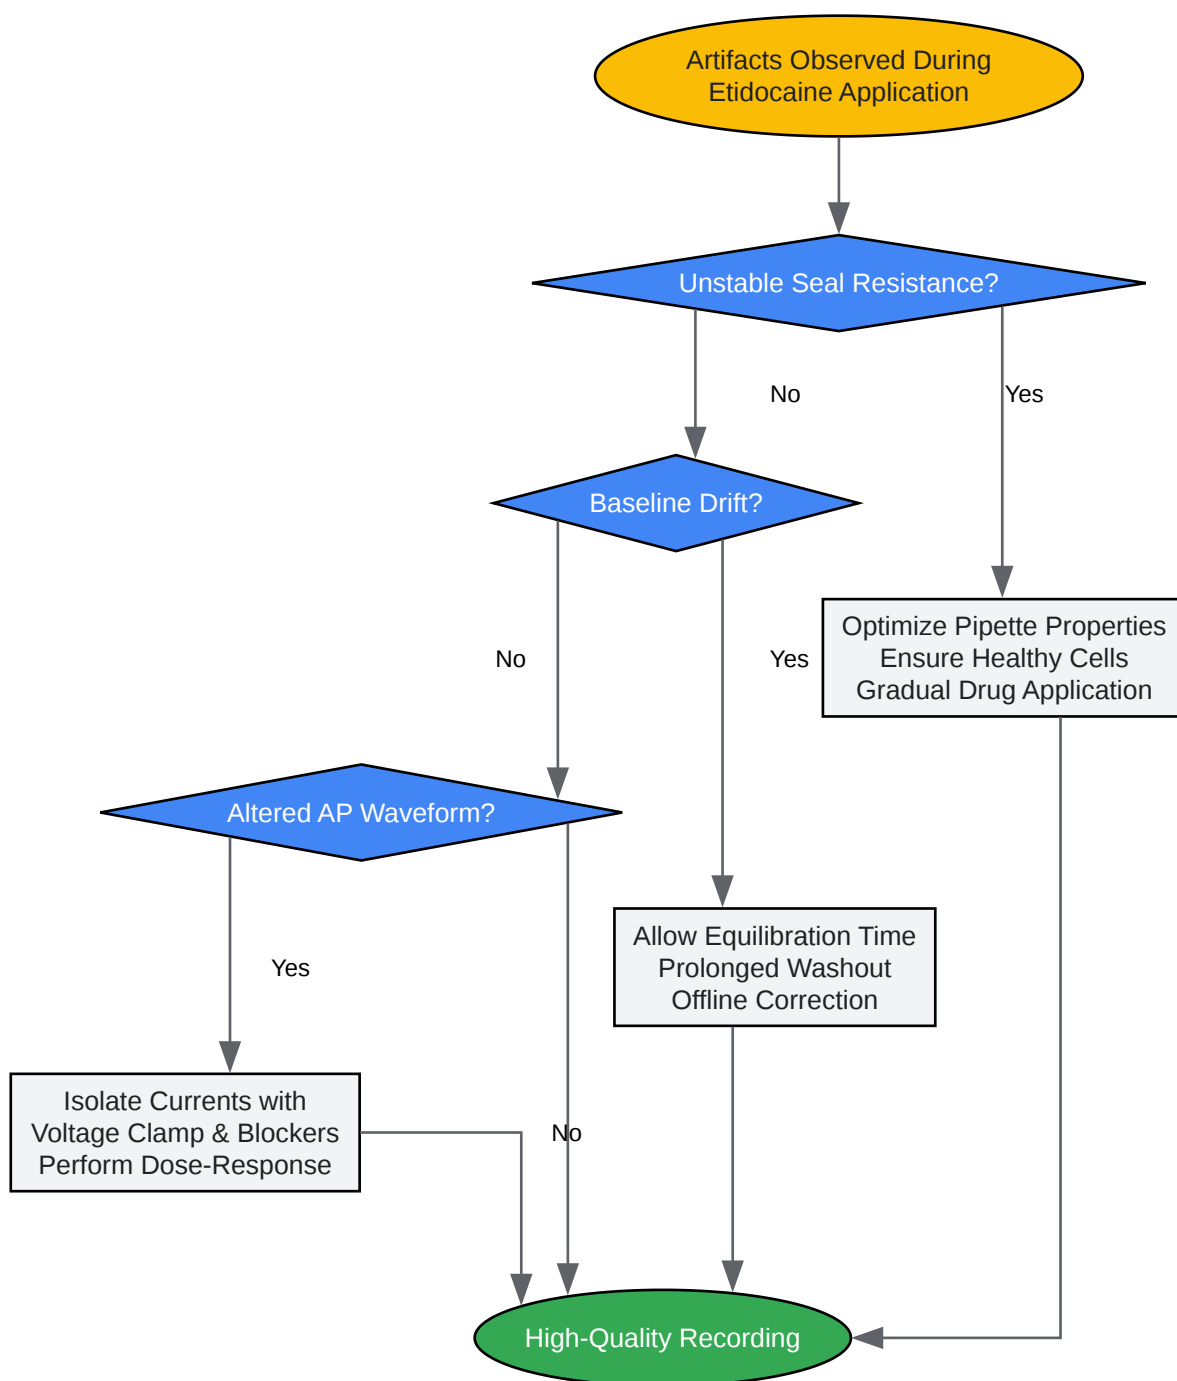 Artifacts Observed During
Etidocaine Application
Unstable Seal Resistance?
No
Yes
Baseline Drift?
Optimize Pipette Properties
Ensure Healthy Cells
Gradual Drug Application
No
Yes
Altered AP Waveform?
Allow Equilibration Time
Prolonged Washout
Offline Correction
Yes
Isolate Currents with
Voltage Clamp & Blockers
Perform Dose-Response
No
High-Quality Recording